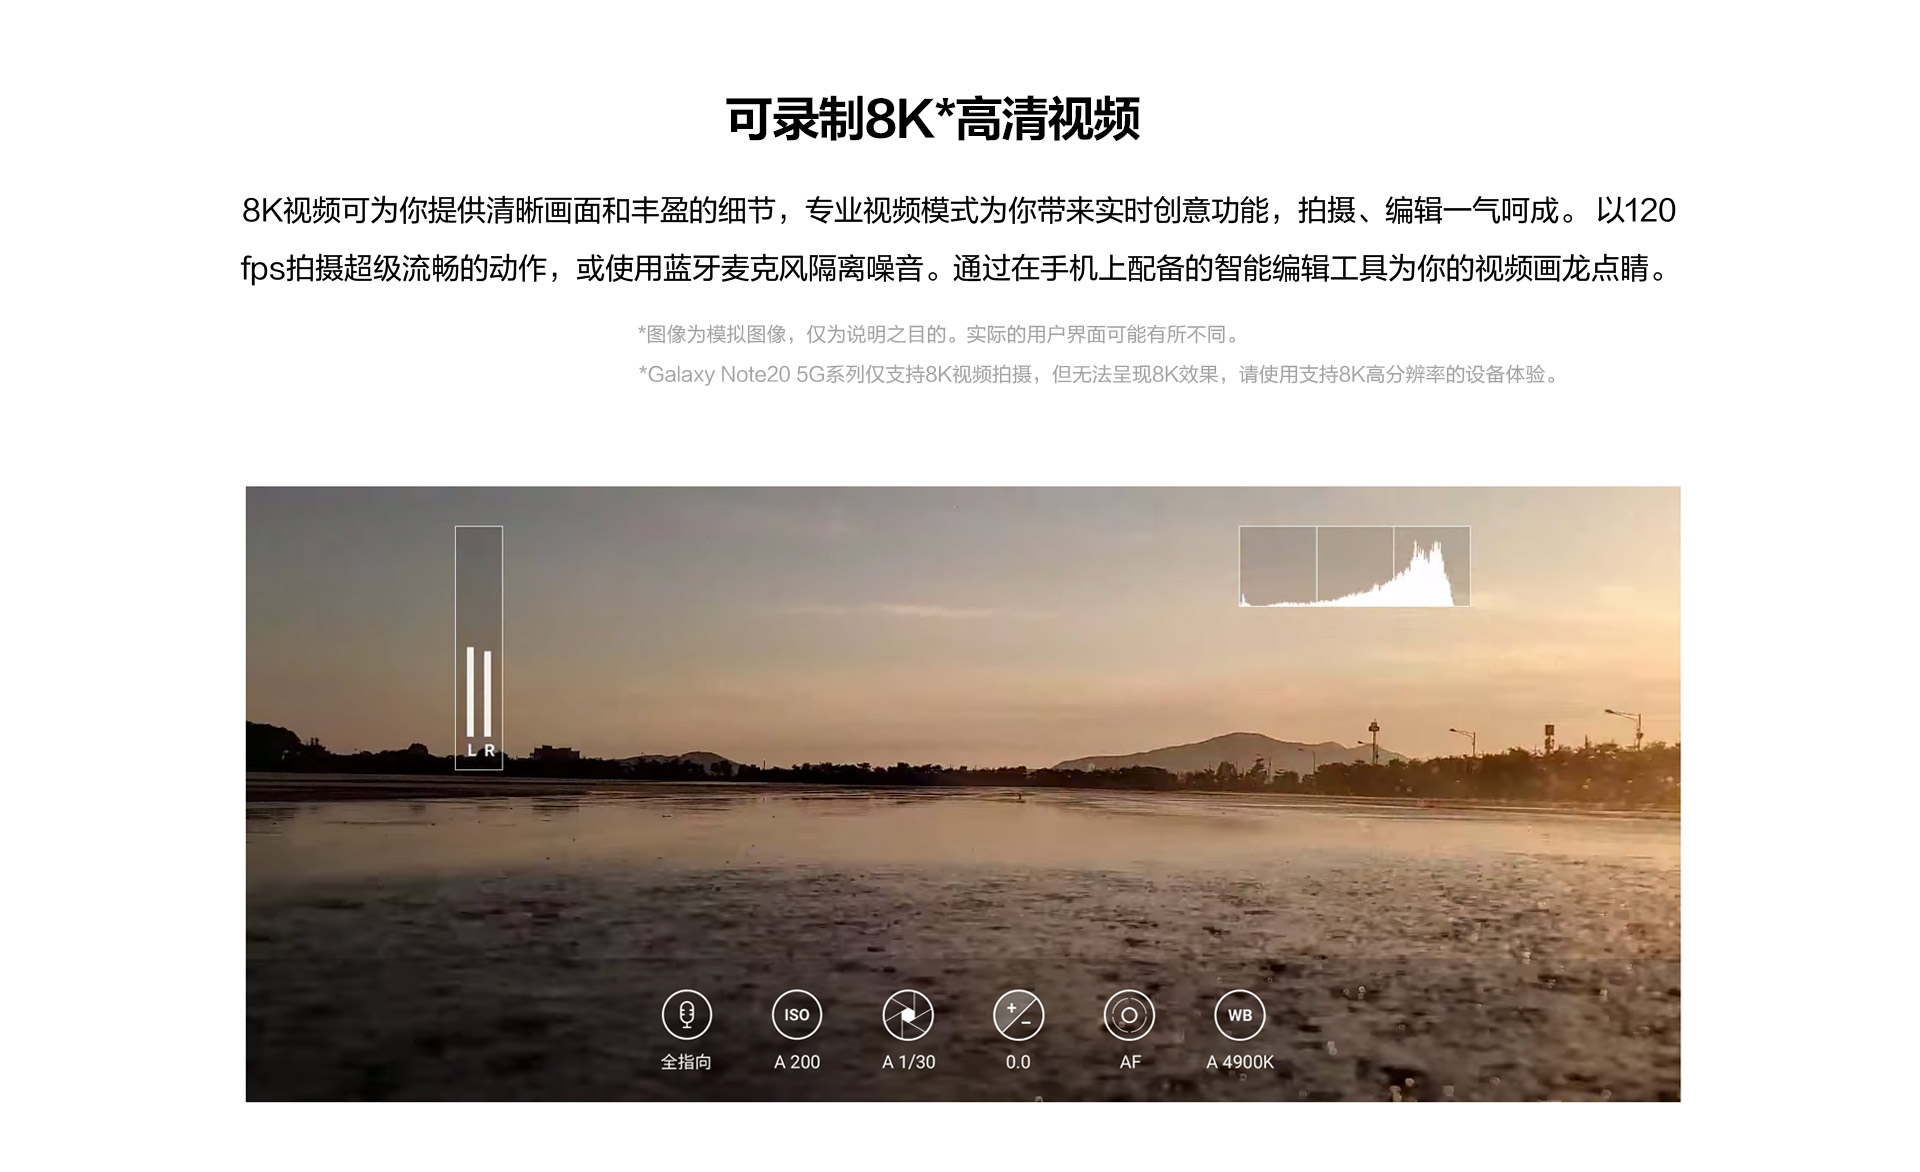 可录制8K*高清视频
8K视频可为你提供清晰画面和丰盈的细节，专业视频模式为你带来实时创意功能，拍摄、编辑一气呵成。 以120
fps拍摄超级流畅的动作，或使用蓝牙麦克风隔离噪音。通过在手机上配备的智能编辑工具为你的视频画龙点睛。
*图像为模拟图像，仅为说明之目的。实际的用户界面可能有所不同。
*Galaxy Note20 5G系列仅支持8K视频拍摄，但无法呈现8K效果，请使用支持8K高分辨率的设备体验。
L R
ISO
WB
全指向 A 200 A 1/30 0.0 AF A 4900K